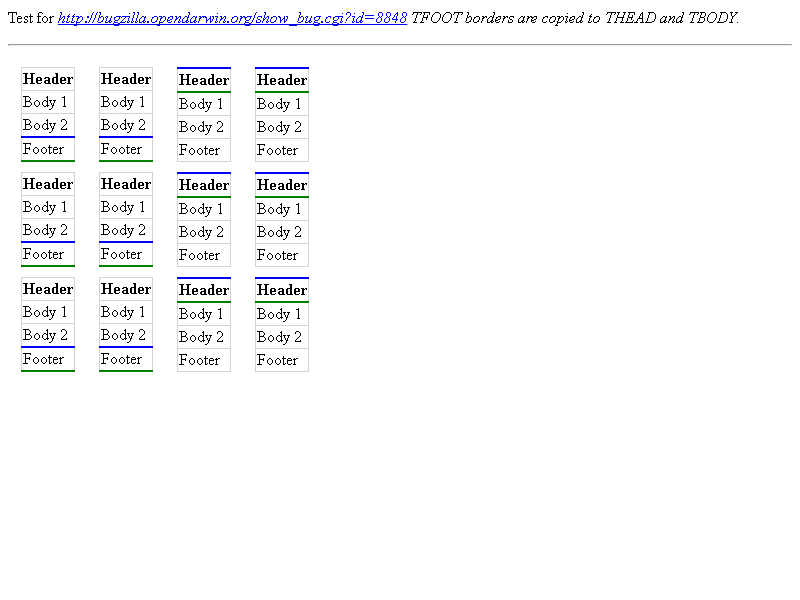 Test for http://bugzilla.opendarwin.org/show_bug.cgi?id=8848 TFOOT borders are copied to THEAD and TBODY.
Header Header Header Header
Body 1 Body 1 Body 1 Body 1
Body 2 Body 2 Body 2 Body 2
Footer Footer Footer Footer
Header Header Header Header
Body 1 Body 1 Body 1 Body 1
Body 2 Body 2 Body 2 Body 2
Footer Footer Footer Footer
Header Header Header Header
Body 1 Body 1 Body 1 Body 1
Body 2 Body 2 Body 2 Body 2
Footer Footer Footer Footer